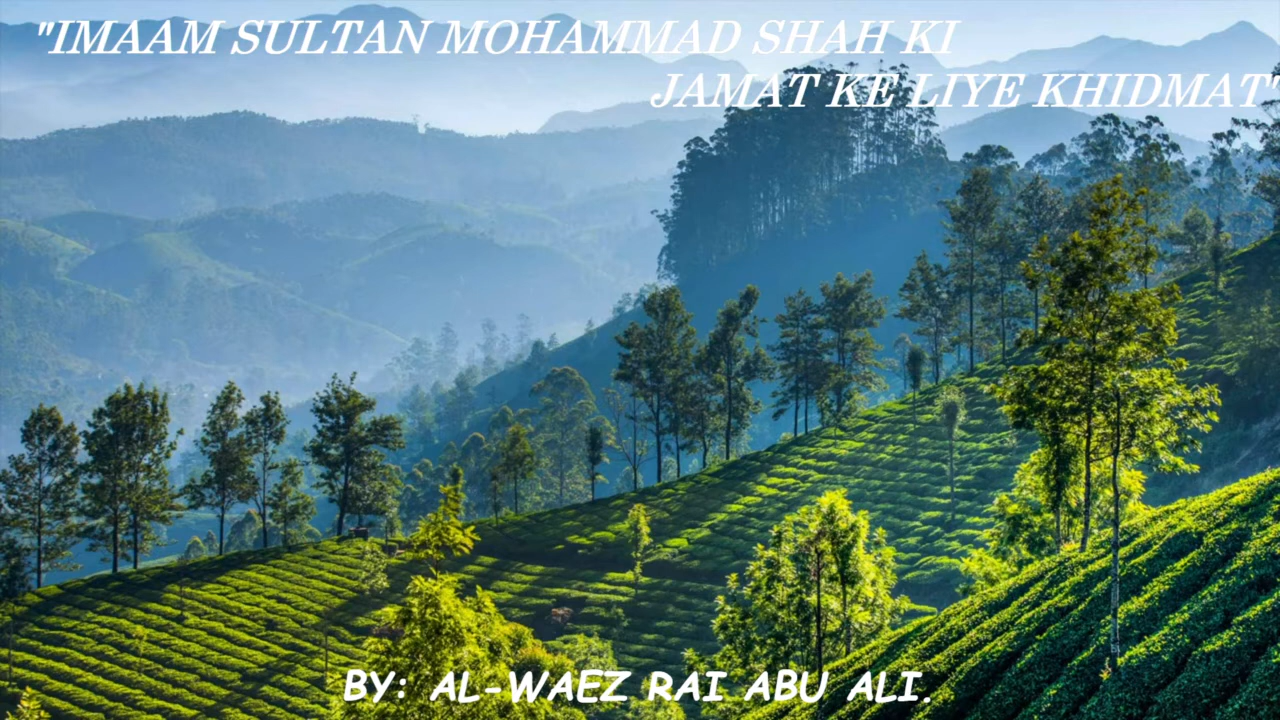 "IMAAM SULTAN MOHAMMAD SHAH KI
JAMAT KE LIYE KHIDMAT"
BY: AL-WAEZ RAI ABU ALI.